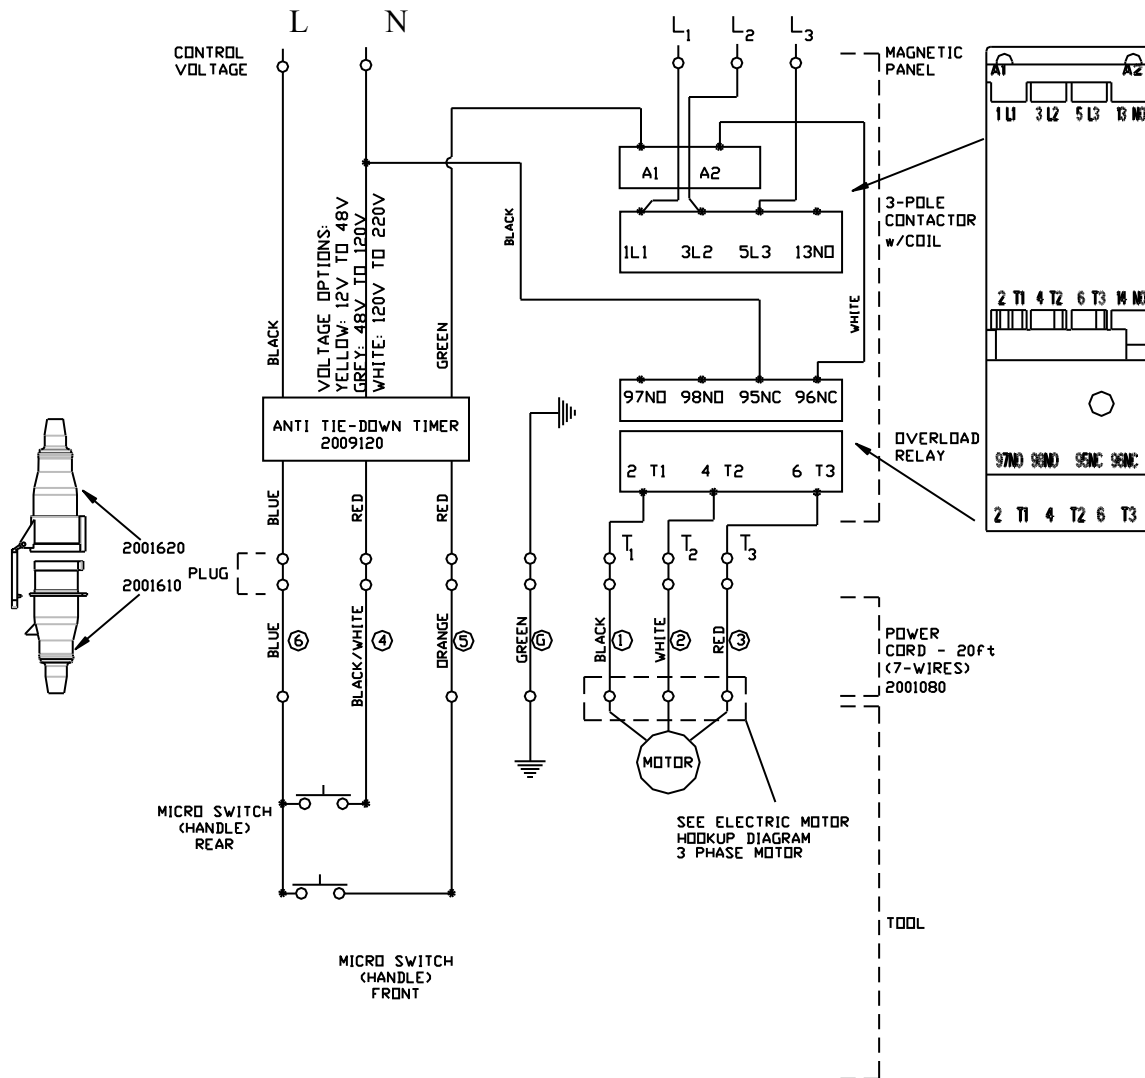 L
N
L1
L2
L3
CONTROL
VOLTAGE
MAGNETIC
PANEL
A1
A2
1 L1
3 L2
5 L3
13 NO
A1
A2
3-POLE
CONTACTOR
w/COIL
BLACK
1L1
3L2
5L3
13NO
VOLTAGE OPTIONS:
YELLOW: 12V TO 48V
GREY: 48V TO 120V
WHITE: 120V TO 220V
BLACK
GREEN
WHITE
2 T1
4 T2
6 T3
14 NO
97NO
98NO
95NC
96NC
ANTI TIE-DOWN TIMER
2009120
OVERLOAD
RELAY
97NO
98NO
95NC
96NC
2 T1
4 T2
6 T3
2 T1
4 T2
6 T3
BLUE
RED
RED
2001620
2001610
PLUG
T1
T2
T3
BLUE
6
BLACK/WHITE
4
ORANGE
5
GREEN
G
BLACK
1
WHITE
2
RED
3
POWER
CORD - 20ft
(7-WIRES)
2001080
MOTOR
MICRO SWITCH
(HANDLE)
REAR
SEE ELECTRIC MOTOR
HOOKUP DIAGRAM
3 PHASE MOTOR
TOOL
MICRO SWITCH
(HANDLE)
FRONT